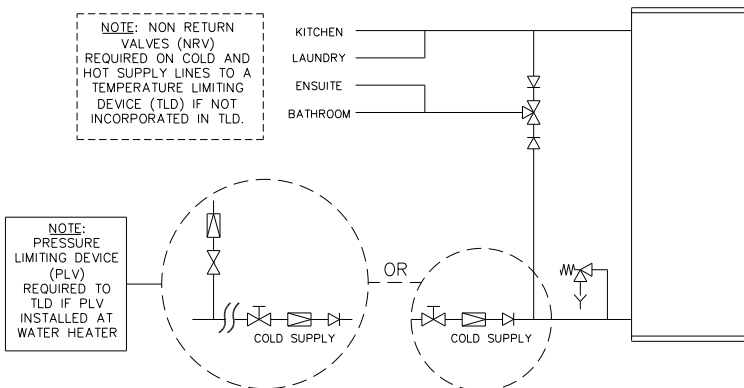 NOTE: NON RETURN
VALVES (NRV)
REQUIRED ON COLD AND
HOT SUPPLY LINES TO A
TEMPERATURE LIMITING
DEVICE (TLD) IF NOT
INCORPORATED IN TLD.
KITCHEN
LAUNDRY
ENSUITE
BATHROOM
NOTE:
PRESSURE
LIMITING DEVICE
(PLV)
REQUIRED TO
TLD IF PLV
INSTALLED AT
WATER HEATER
OR
COLD SUPPLY
COLD SUPPLY